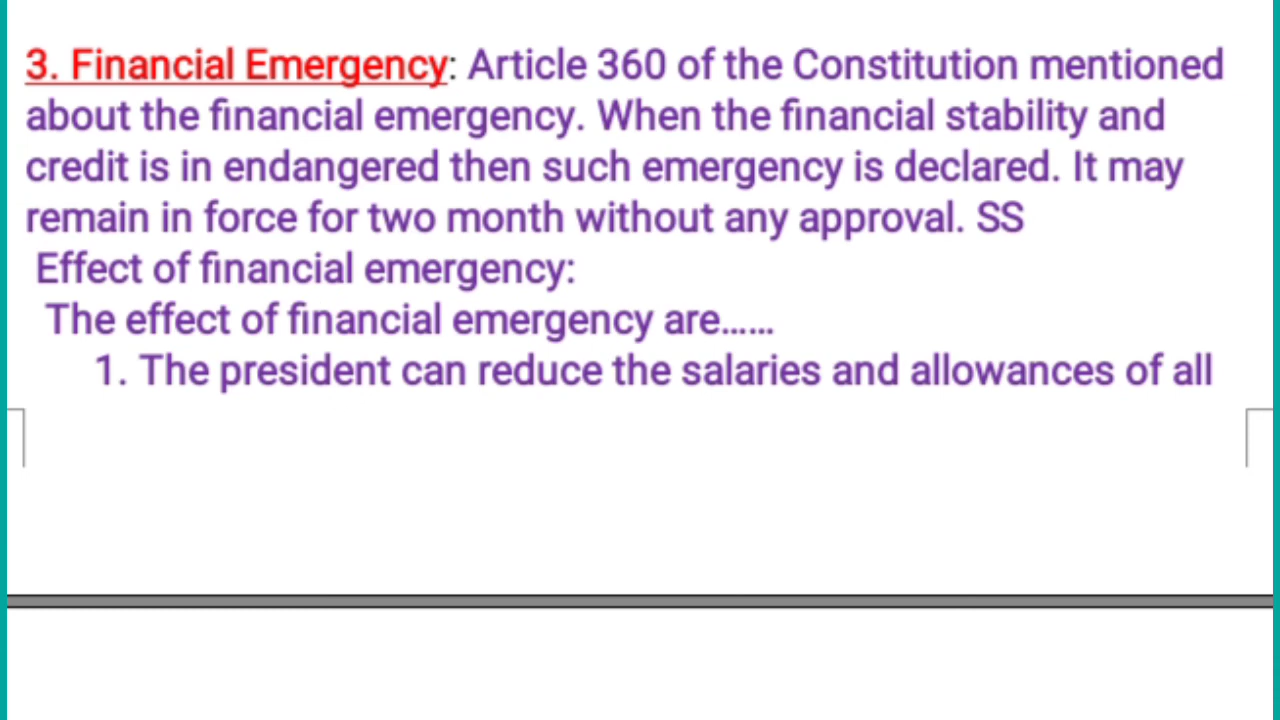 3. Financial Emergency: Article 360 of the Constitution mentioned
about the financial emergency. When the financial stability and
credit is in endangered then such emergency is declared. It may
remain in force for two month without any approval. SS
Effect of financial emergency:
The effect of financial emergency are......
1. The president can reduce the salaries and allowances of all